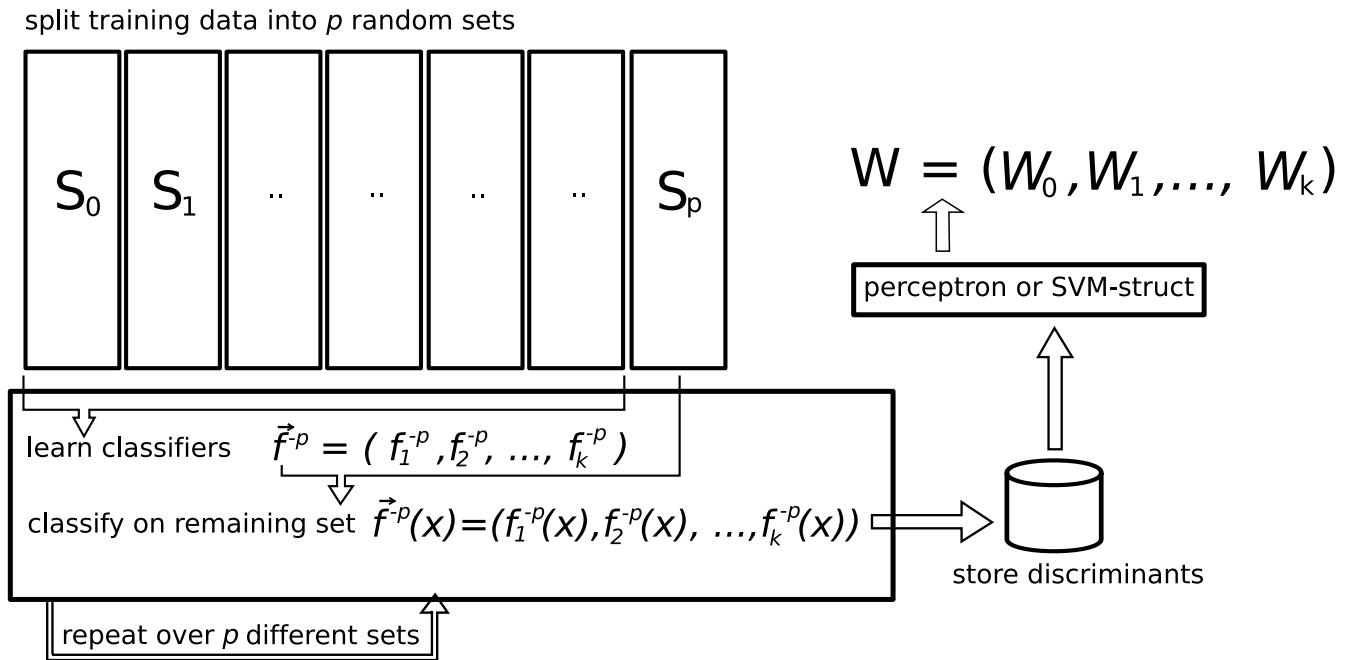 split training data into p random sets
S₀ S₁ .. .. .. .. Sₚ
W = (W₀,W₁,..., Wₖ)
perceptron or SVM-struct
learn classifiers f⃗⁻ᵖ = ( f₁⁻ᵖ ,f₂⁻ᵖ, ..., fₖ⁻ᵖ )
classify on remaining set f⃗⁻ᵖ(x)=(f₁⁻ᵖ(x),f₂⁻ᵖ(x), ...,fₖ⁻ᵖ(x))
store discriminants
repeat over p different sets